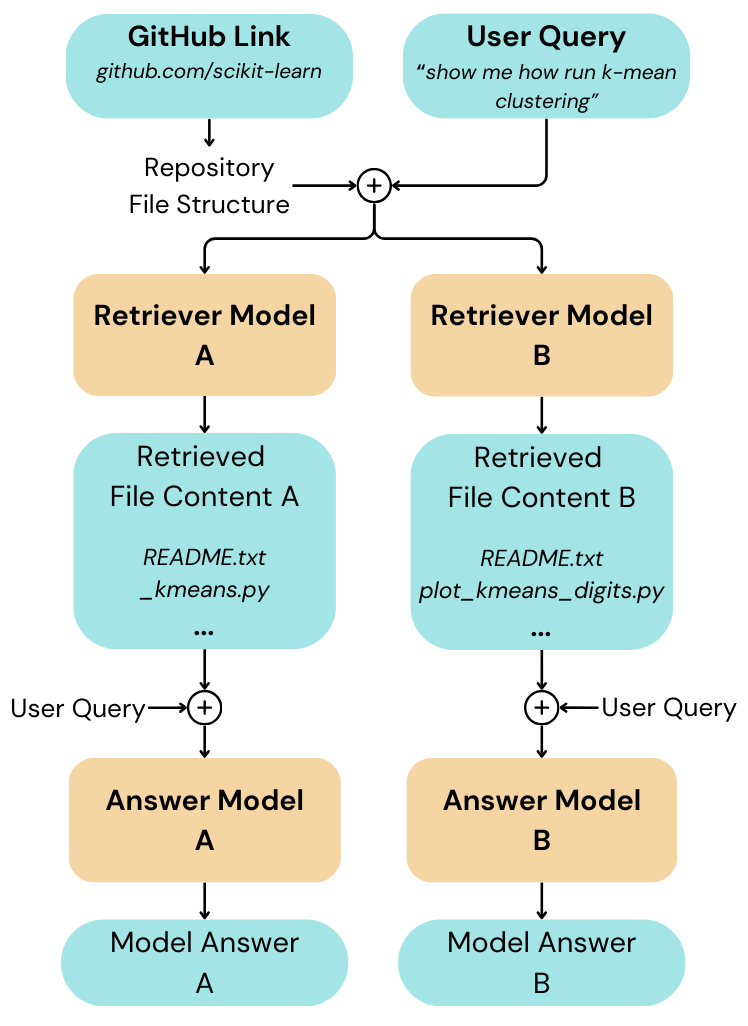 GitHub Link
github.com/scikit-learn
User Query
“show me how run k-mean
clustering”
Repository
File Structure
+
Retriever Model
A
Retriever Model
B
Retrieved
File Content A
README.txt
_kmeans.py
...
Retrieved
File Content B
README.txt
plot_kmeans_digits.py
...
User Query
+
+
User Query
Answer Model
A
Answer Model
B
Model Answer
A
Model Answer
B